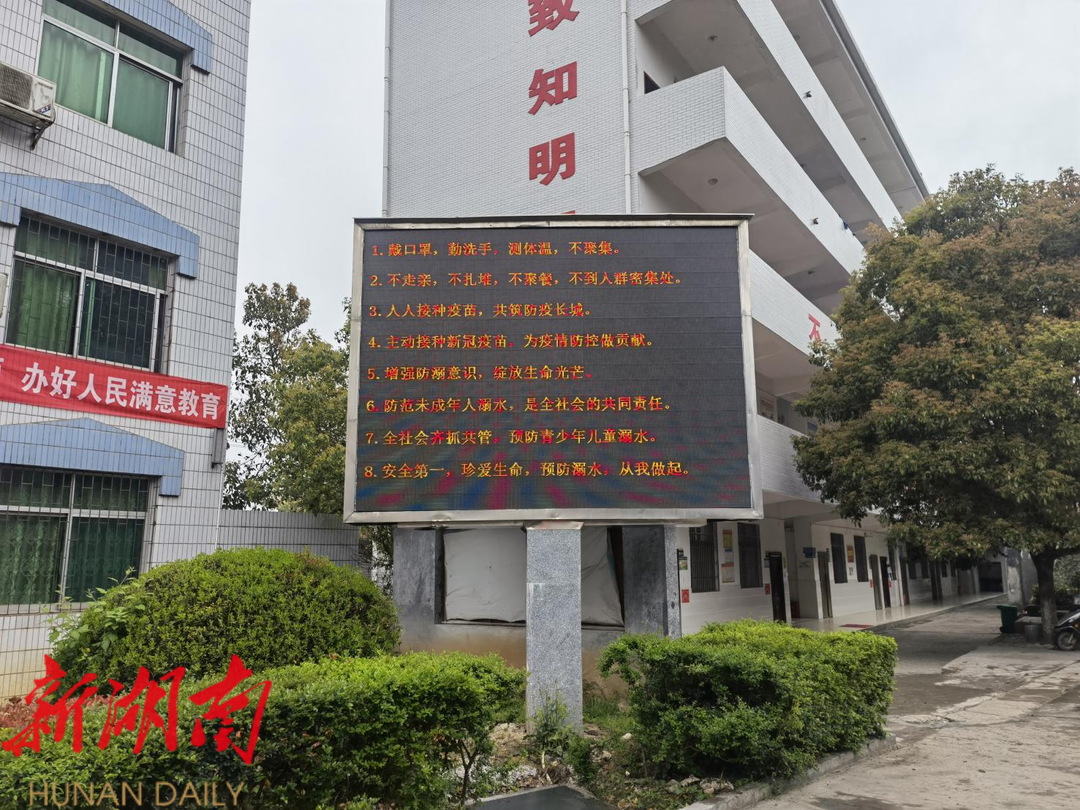 致知明
1.戴口罩，勤洗手，测体温，不聚集。
2.不走亲，不扎堆，不聚餐，不到人群密集处。
3.人人接种疫苗，共筑防疫长城。
4.主动接种新冠疫苗，为疫情防控做贡献。
5.增强防溺意识，绽放生命光芒。
6.防范未成年人溺水，是全社会的共同责任。
7.全社会齐抓共管，预防青少年儿童溺水。
8.安全第一，珍爱生命，预防溺水，从我做起。
办好人民满意教育
新湖南
HUNAN DAILY